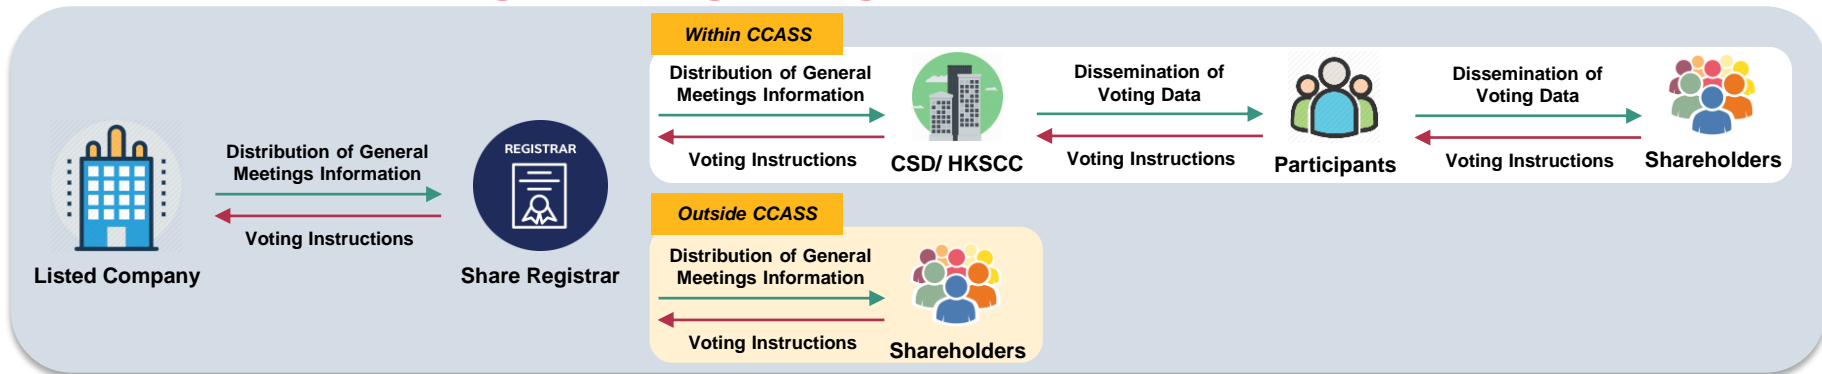 Within CCASS
Distribution of General
Meetings Information
Voting Instructions
CSD/ HKSCC
Dissemination of
Voting Data
Voting Instructions
Participants
Dissemination of
Voting Data
Voting Instructions
Shareholders
Distribution of General
Meetings Information
Voting Instructions
Listed Company
REGISTRAR
Share Registrar
Outside CCASS
Distribution of General
Meetings Information
Voting Instructions
Shareholders